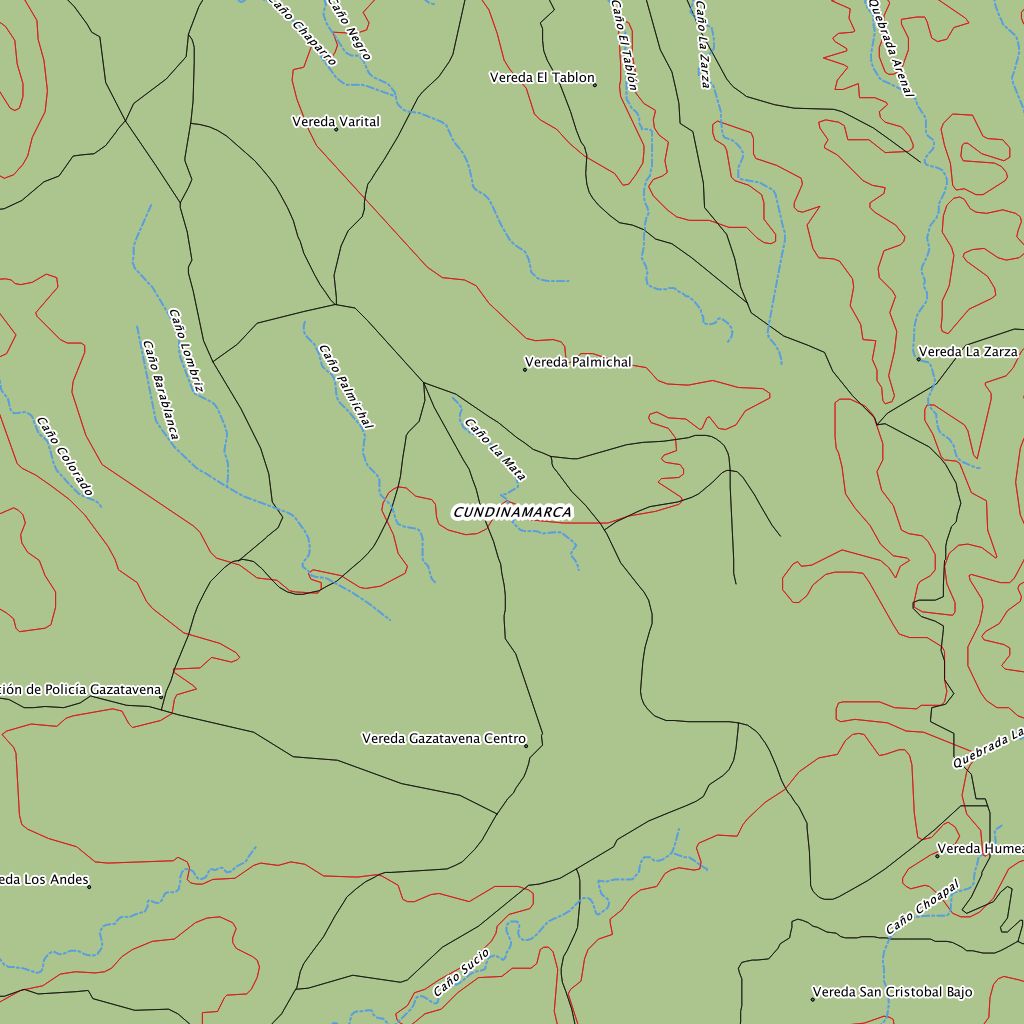 Caño Chaparro
Caño Negro
Caño El Tablón
Caño La Zarza
Quebrada Arenal
Vereda El Tablon
Vereda Varital
Caño Lombriz
Caño Barablanca
Caño Palmichal
Vereda Palmichal
Vereda La Zarza
Caño Colorado
Caño La Mata
CUNDINAMARCA
ción de Policía Gazatavena
Vereda Gazatavena Centro
Quebrada La
Vereda Humea
eda Los Andes
Caño Choapal
Caño Sucio
Vereda San Cristobal Bajo